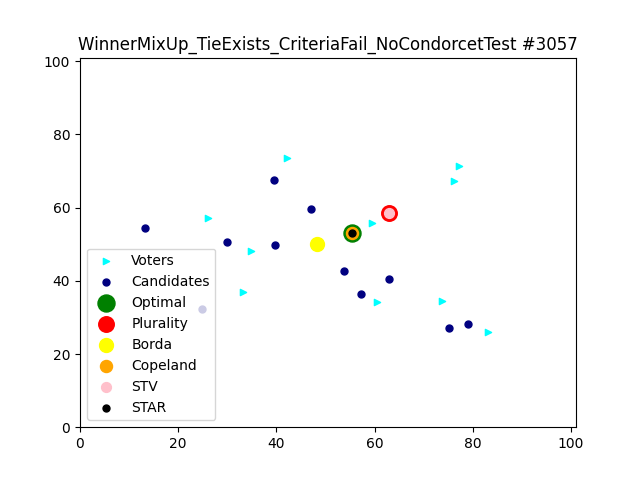 WinnerMixUp_TieExists_CriteriaFail_NoCondorcetTest #3057
100
80
60
40
20
0
Voters
Candidates
Optimal
Plurality
Borda
Copeland
STV
STAR
0 20 40 60 80 100